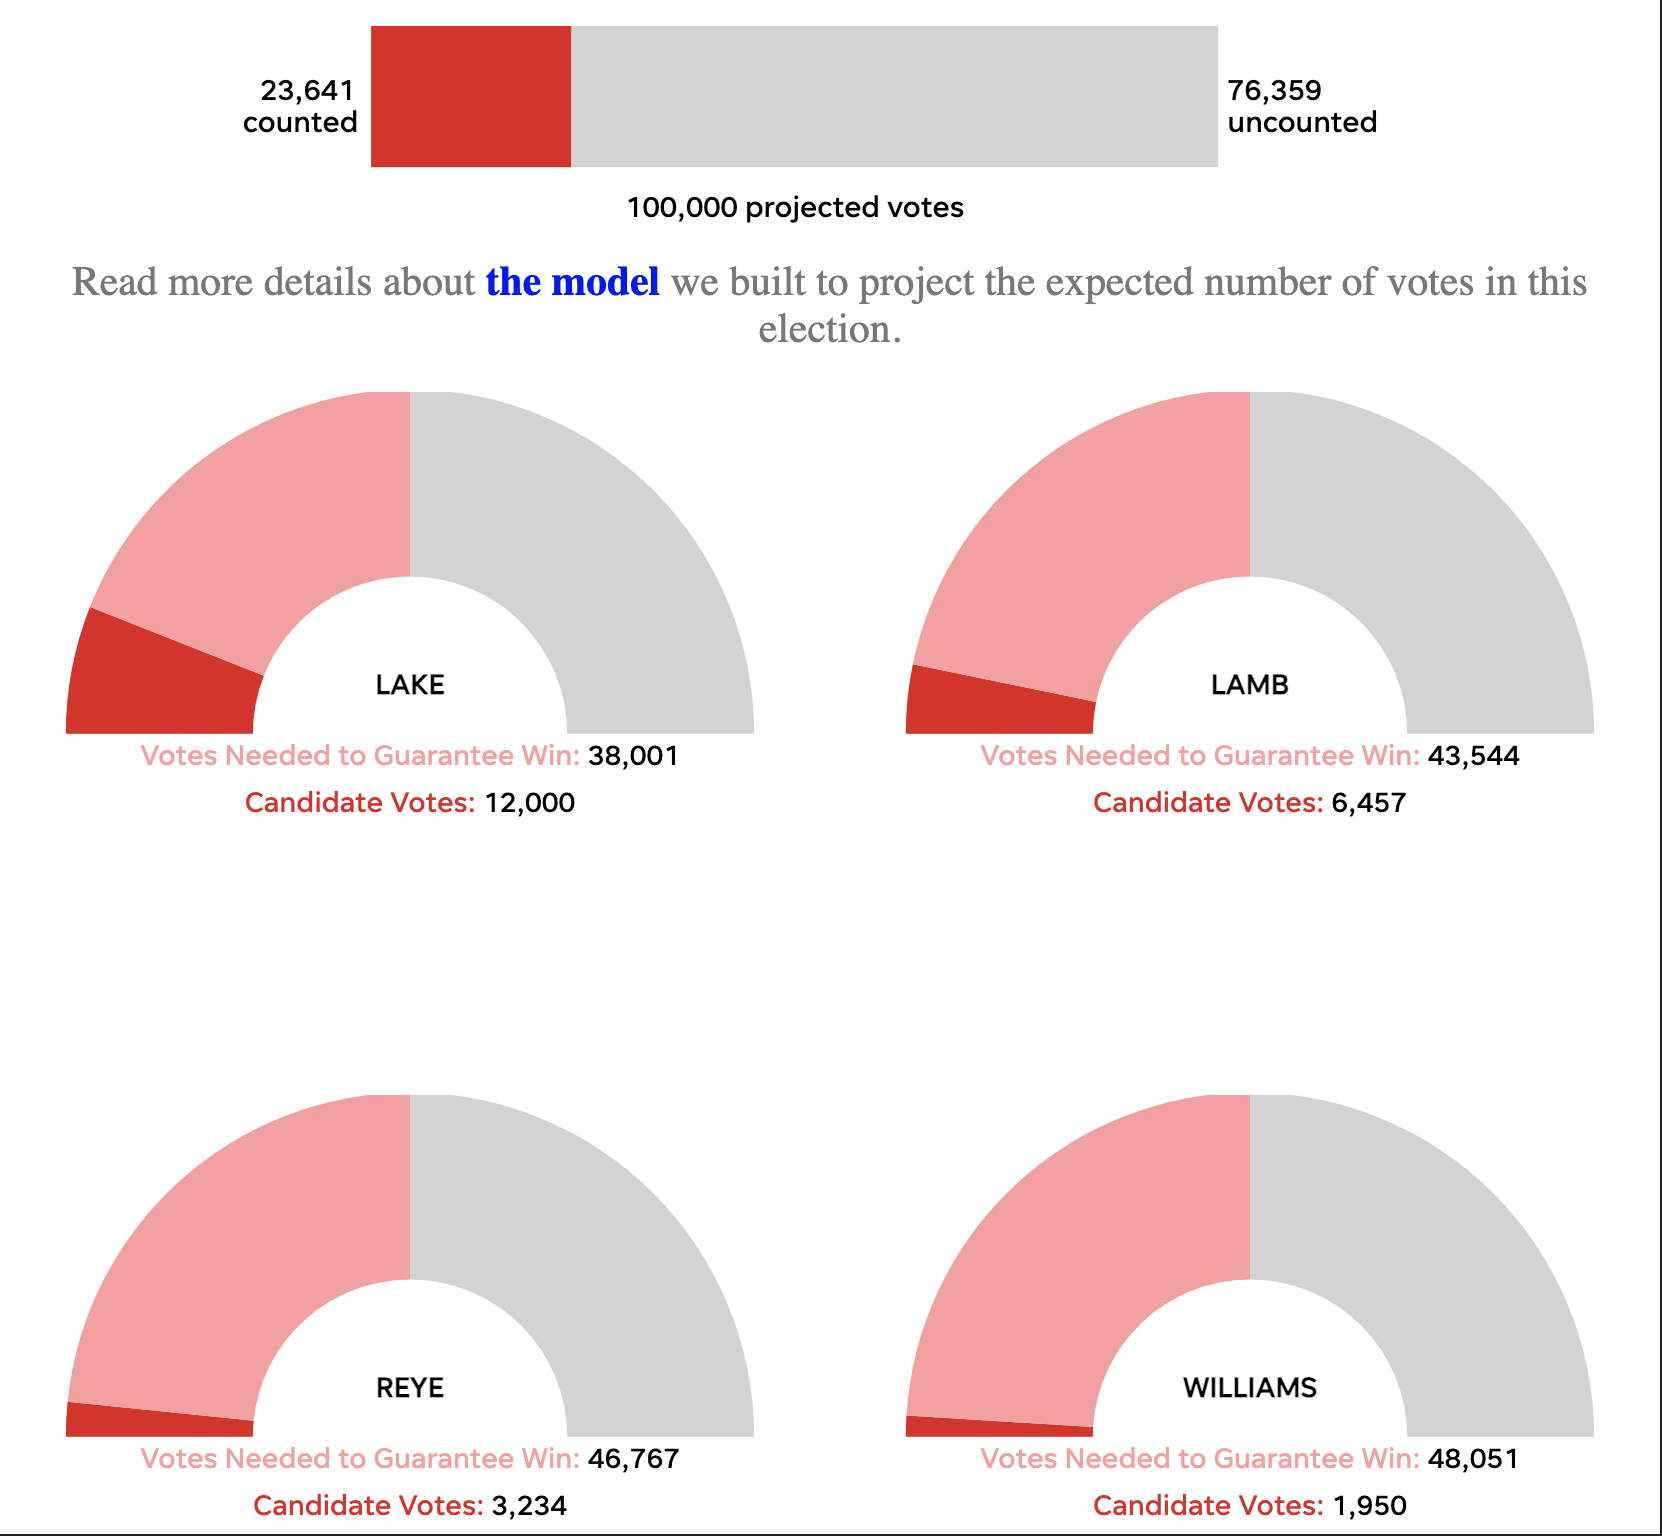 23,641
counted
76,359
uncounted
100,000 projected votes
Read more details about the model we built to project the expected number of votes in this
election.
LAKE
Votes Needed to Guarantee Win: 38,001
Candidate Votes: 12,000
LAMB
Votes Needed to Guarantee Win: 43,544
Candidate Votes: 6,457
REYE
Votes Needed to Guarantee Win: 46,767
Candidate Votes: 3,234
WILLIAMS
Votes Needed to Guarantee Win: 48,051
Candidate Votes: 1,950